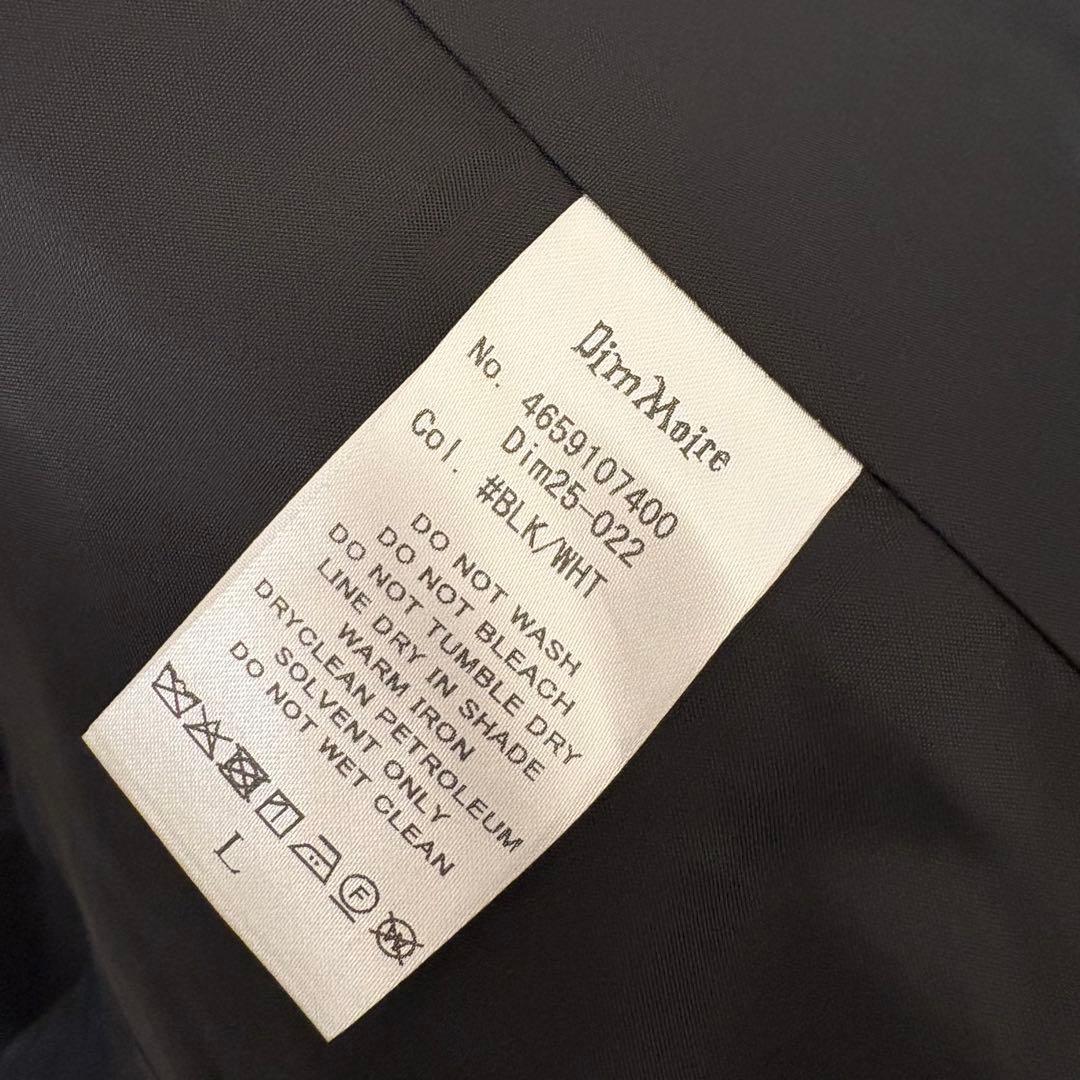 DimMoire
No. 4659107400
Dim25-022
Col. #BLK/WHT
DO NOT WASH
DO NOT BLEACH
DO NOT TUMBLE DRY
LINE DRY IN SHADE
WARM IRON
DRYCLEAN PETROLEUM
SOLVENT ONLY
DO NOT WET CLEAN
F
W
L